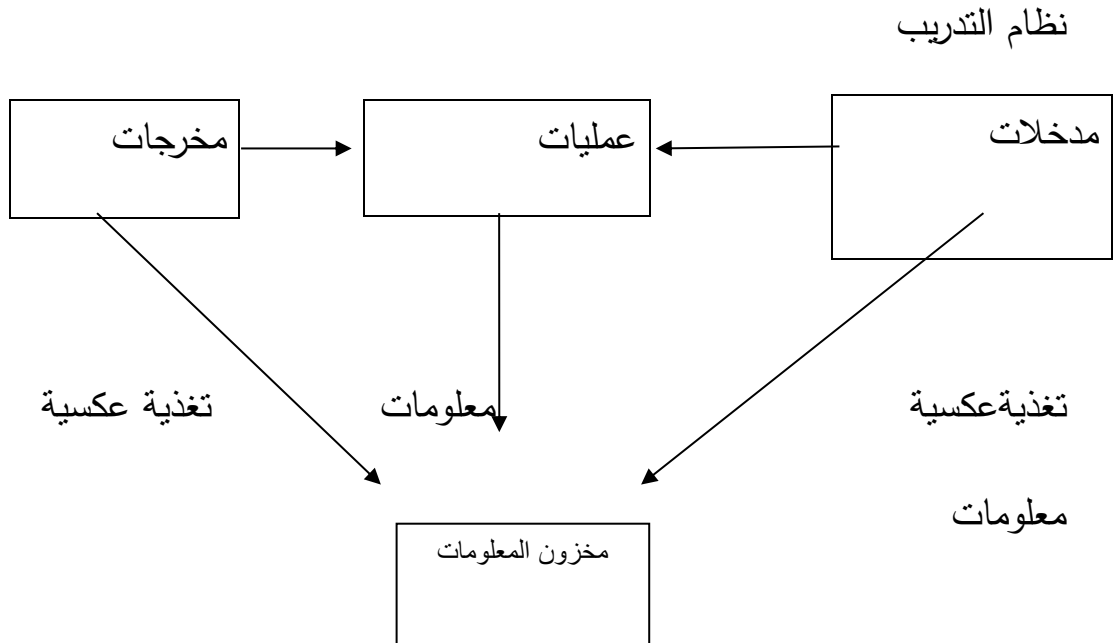 نظام التدريب
مدخلات
عمليات
مخرجات
تغذيةعكسية
معلومات
تغذية عكسية
معلومات
مخزون المعلومات